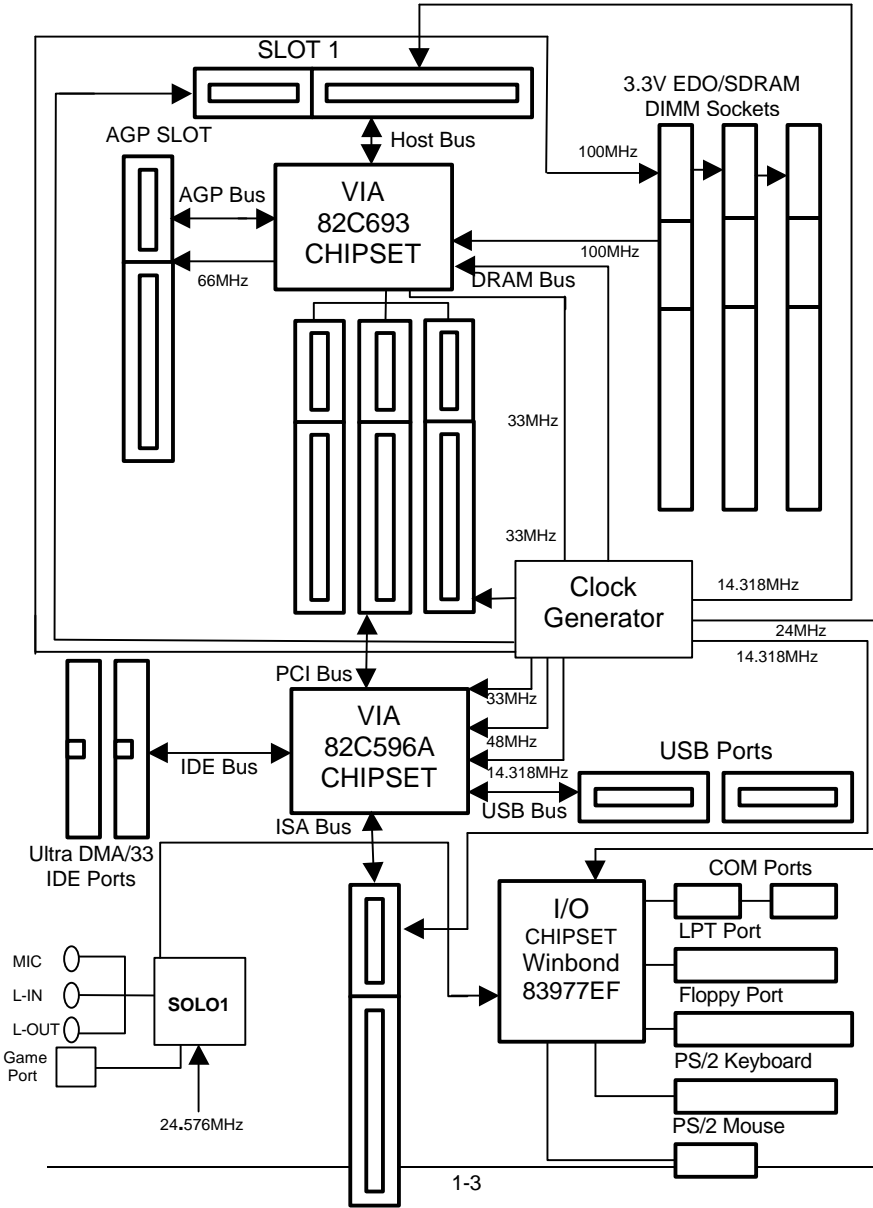 SLOT 1
3.3V EDO/SDRAM
DIMM Sockets
AGP SLOT
Host Bus
100MHz
AGP Bus
VIA
82C693
CHIPSET
100MHz
66MHz
DRAM Bus
33MHz
33MHz
Clock
Generator
14.318MHz
24MHz
14.318MHz
PCI Bus
33MHz
VIA
82C596A
CHIPSET
48MHz
IDE Bus
14.318MHz
USB Ports
USB Bus
ISA Bus
Ultra DMA/33
IDE Ports
COM Ports
I/O
CHIPSET
Winbond
83977EF
LPT Port
Floppy Port
PS/2 Keyboard
PS/2 Mouse
MIC
L-IN
L-OUT
SOLO1
Game
Port
24.576MHz
1-3